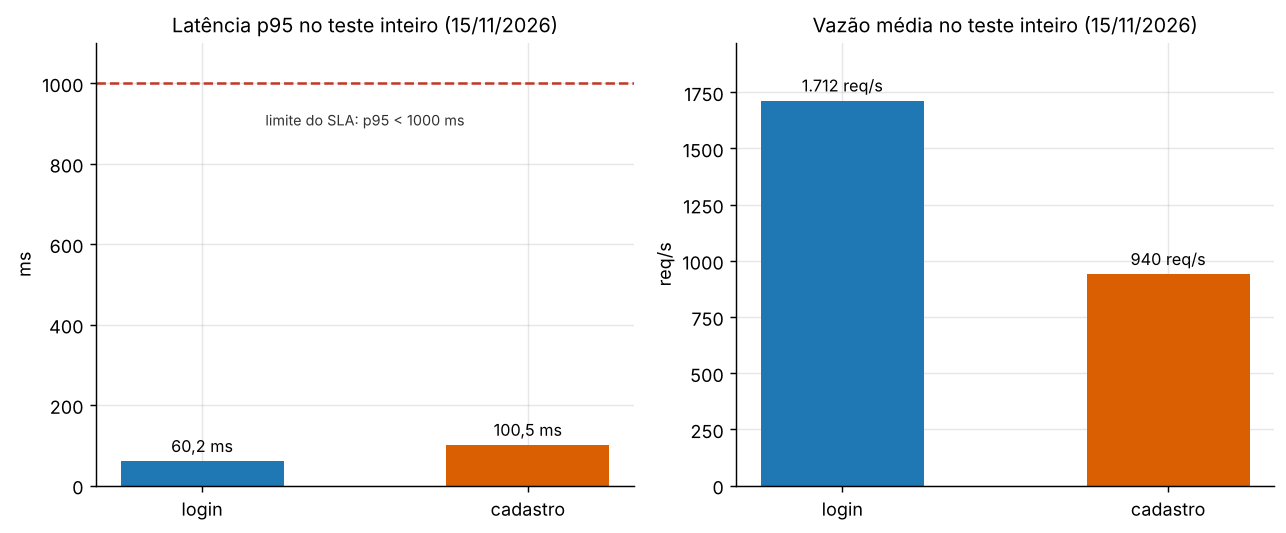 Latência p95 no teste inteiro (15/11/2026)
1000
limite do SLA: p95 < 1000 ms
800
600
ms
400
200
60,2 ms
100,5 ms
0
login
cadastro
Vazão média no teste inteiro (15/11/2026)
1750
1.712 req/s
1500
1250
req/s
1000
940 req/s
750
500
250
0
login
cadastro